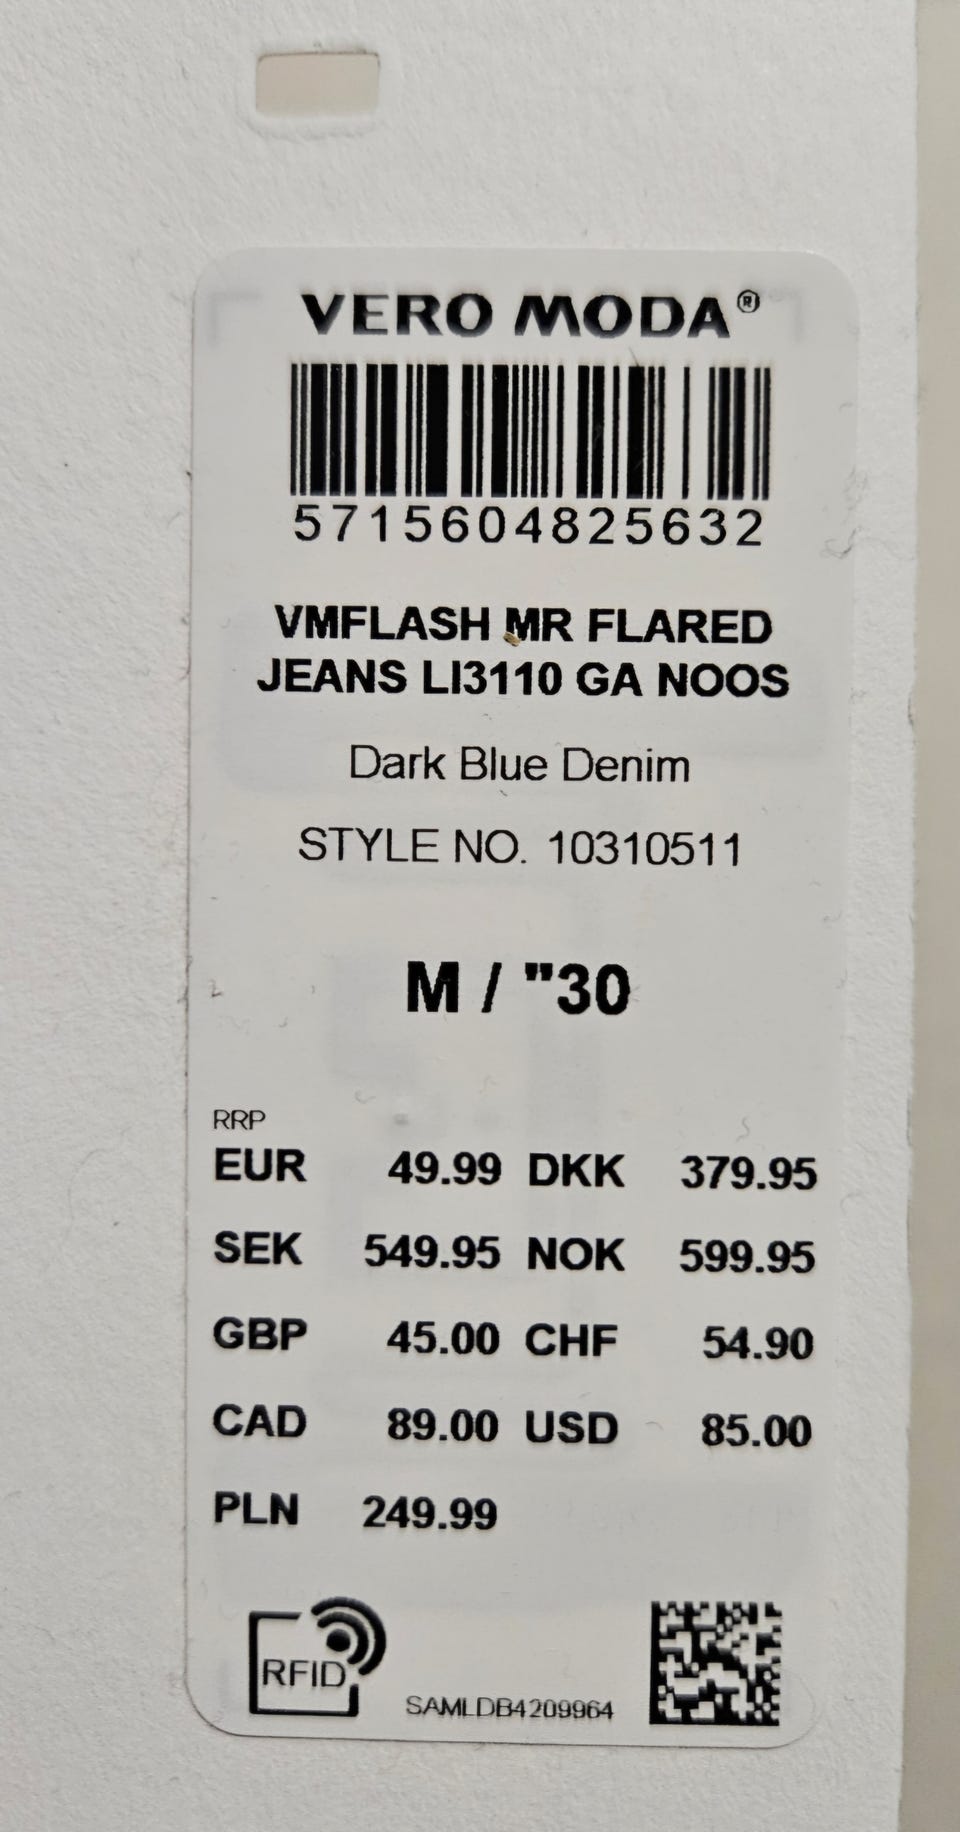 VERO MODA®
5715604825632
VMFLASH MR FLARED
JEANS LI3110 GA NOOS
Dark Blue Denim
STYLE NO. 10310511
M / "30
RRP
EUR 49.99 DKK 379.95
SEK 549.95 NOK 599.95
GBP 45.00 CHF 54.90
CAD 89.00 USD 85.00
PLN 249.99
RFID
SAMLDB4209964